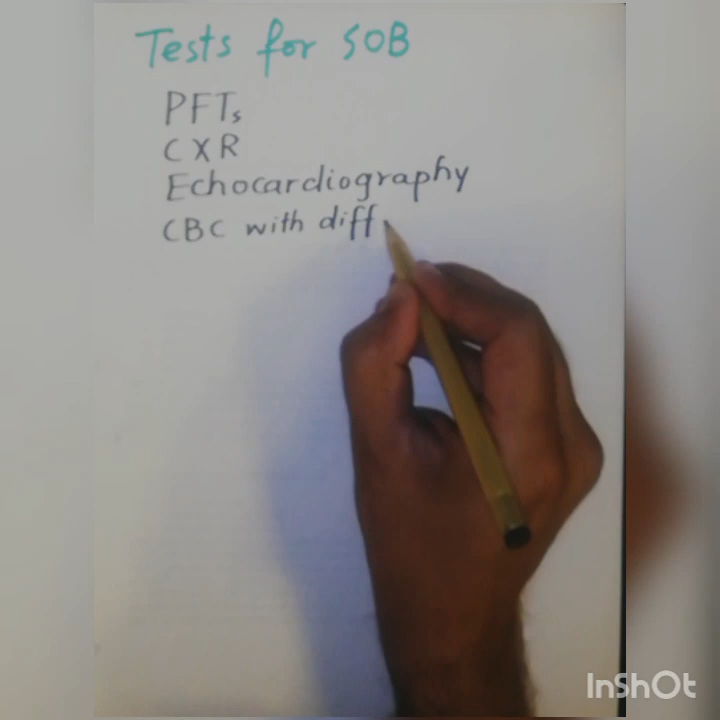 Tests for SOB
PFTs
CXR
Echocardiography
CBC with diff
InShOt